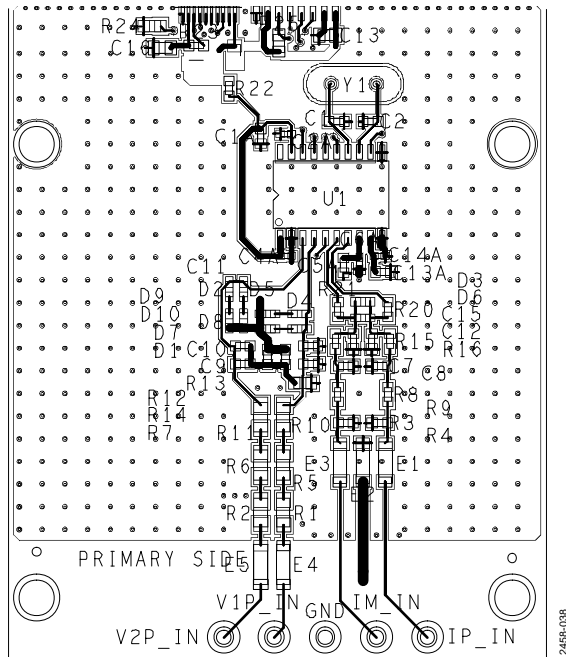 R24
C16
C13
R22
Y1
C
C2
C1
U1
C14A
C13A
C11
C5
D2
D5
D9
D10
D8
D7
D1
D4
D3
D6
R20
C15
C12
R16
R15
C10
C9
C7
C8
R13
R12
R14
R7
R8
R9
R11
R10
R3
R4
R6
R5
E3
E1
E2
R2
R1
PRIMARY SIDE
E5
E4
V1P_IN
GND
IM_IN
V2P_IN
IP_IN
2458-038